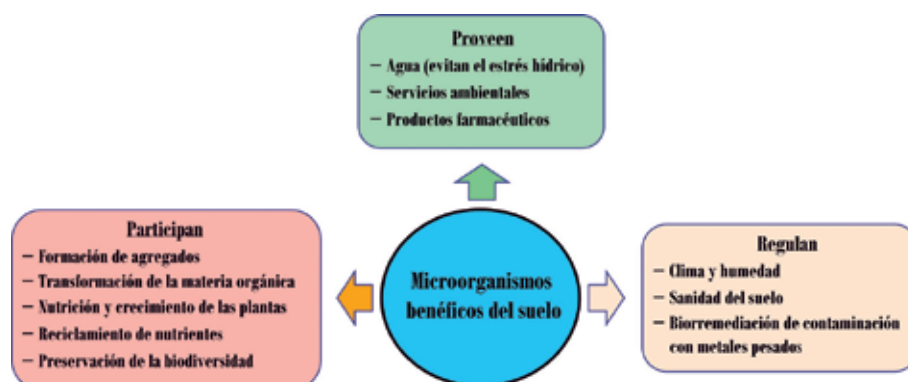 Proveen
– Agua (evitan el estrés hídrico)
– Servicios ambientales
– Productos farmacéuticos
Participan
– Formación de agregados
– Transformación de la materia orgánica
– Nutrición y crecimiento de las plantas
– Reciclamiento de nutrientes
– Preservación de la biodiversidad
Microorganismos
benéficos del suelo
Regulan
– Clima y humedad
– Sanidad del suelo
– Biorremediación de contaminación
con metales pesados